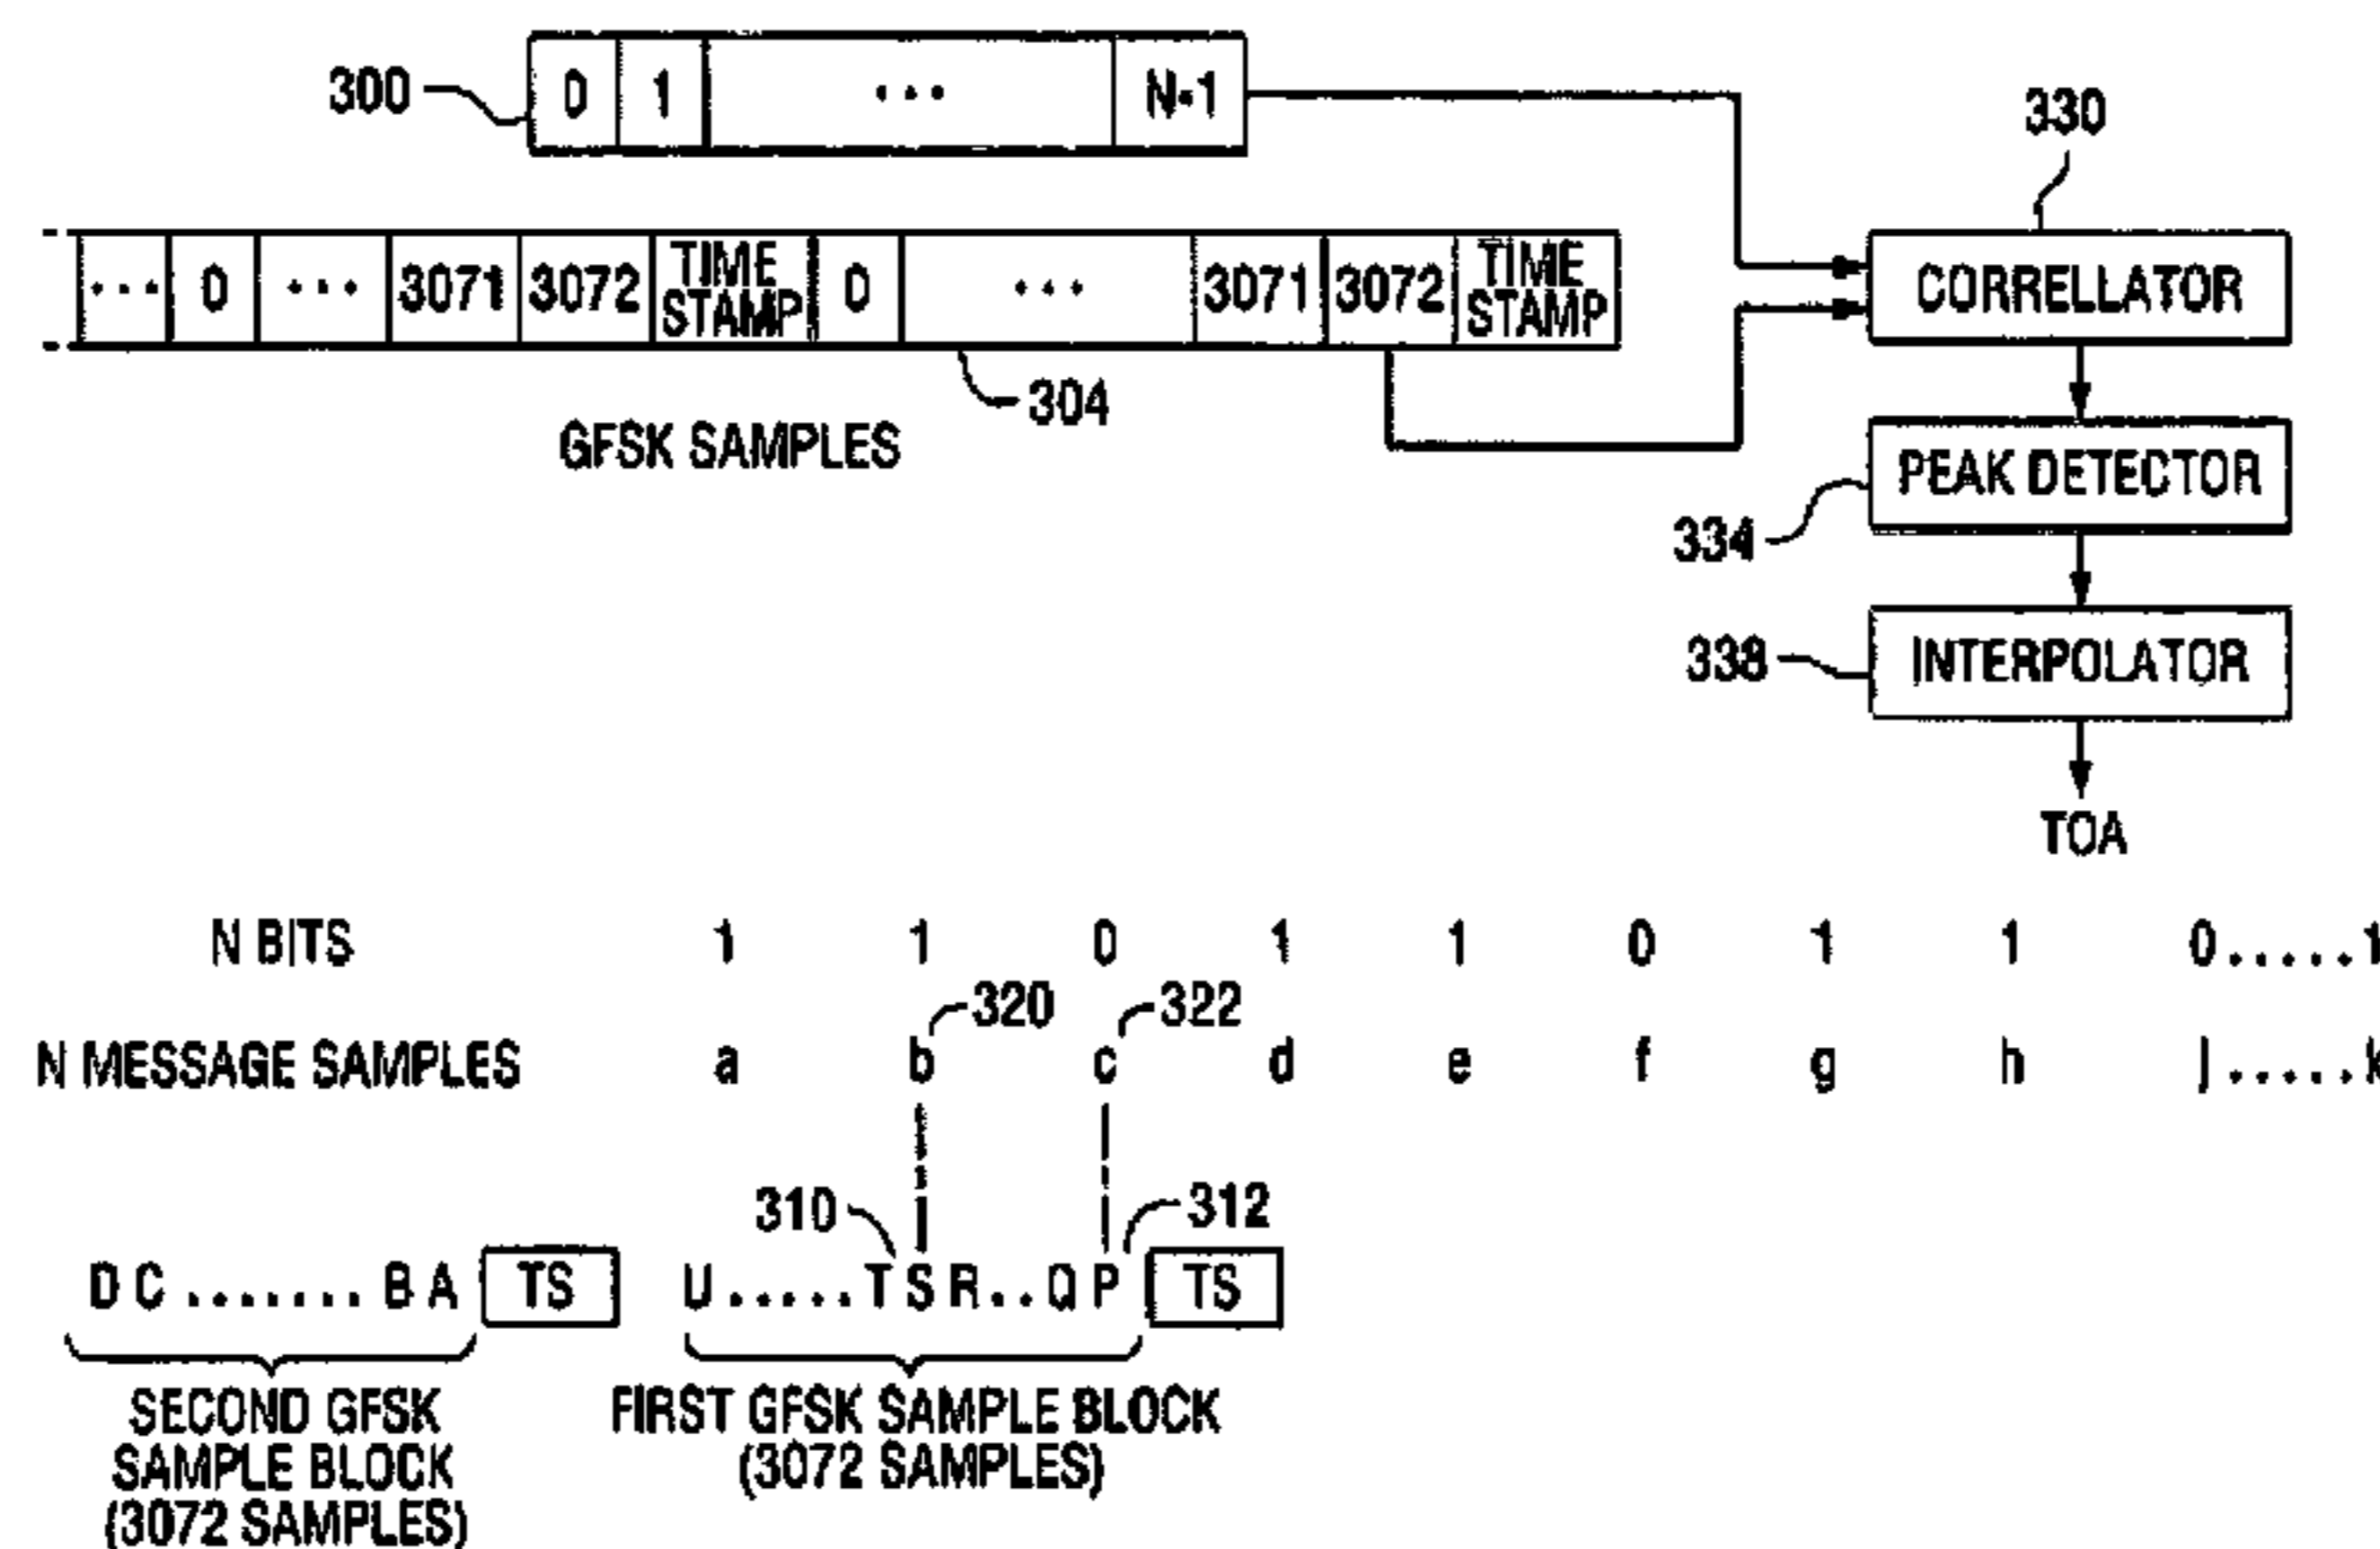 300 0 1 ... N-1
330
... 0 ... 3071 3072 TIME STAMP 0 ... 3071 3072 TIME STAMP
CORRELLATOR
304
GFSK SAMPLES
PEAK DETECTOR
334
338
INTERPOLATOR
TOA
N BITS 1 1 0 1 1 0 1 1 0.....1
320 322
N MESSAGE SAMPLES a b c d e f g h j.....k
310 312
D C.......B A TS U.....T S R..Q P TS
SECOND GFSK
SAMPLE BLOCK
(3072 SAMPLES)
FIRST GFSK SAMPLE BLOCK
(3072 SAMPLES)